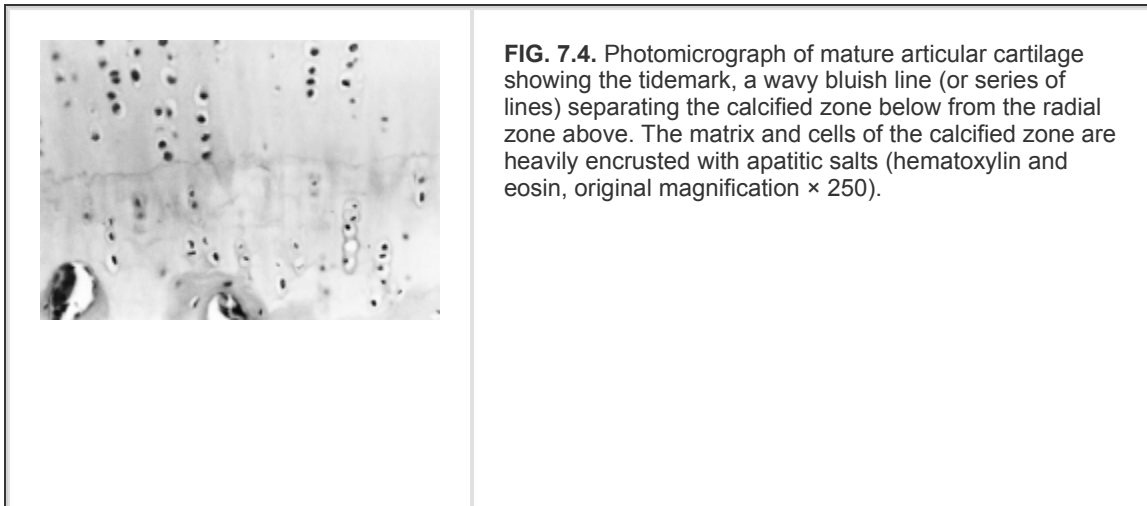 FIG. 7.4. Photomicrograph of mature articular cartilage
showing the tidemark, a wavy bluish line (or series of
lines) separating the calcified zone below from the radial
zone above. The matrix and cells of the calcified zone are
heavily encrusted with apatitic salts (hematoxylin and
eosin, original magnification × 250).